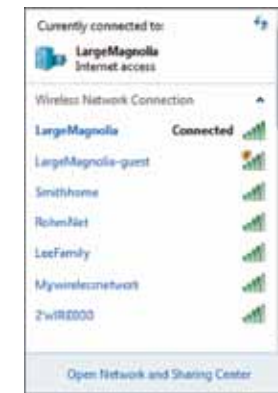 Currently connected to:
LargeMagnolia
Internet access
Wireless Network Connection
LargeMagnolia Connected
LargeMagnolia-guest
Smithhome
RohmNet
LeeFamily
Mywirelessnetwork
2WIRE000
Open Network and Sharing Center